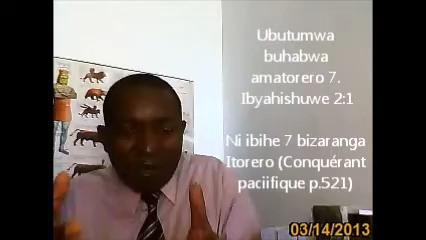 Ubutumwa
buhabwa
amatorero 7.
Ibyahishuwe 2:1
Ni ibihe 7 bizaranga
Itorero (Conquérant
paciifique p.521)
03/14/2013